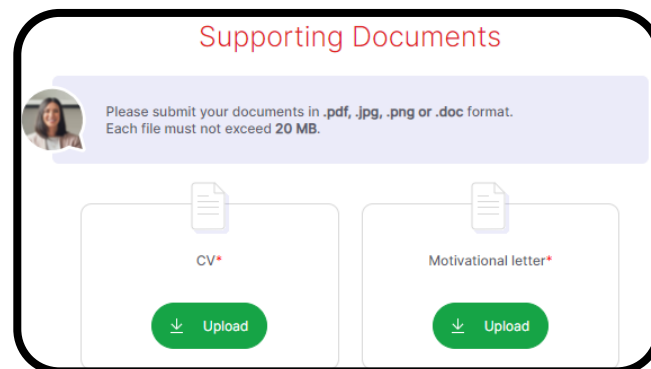 Supporting Documents
Please submit your documents in .pdf, .jpg, .png or .doc format.
Each file must not exceed 20 MB.
CV*
Motivational letter*
Upload
Upload